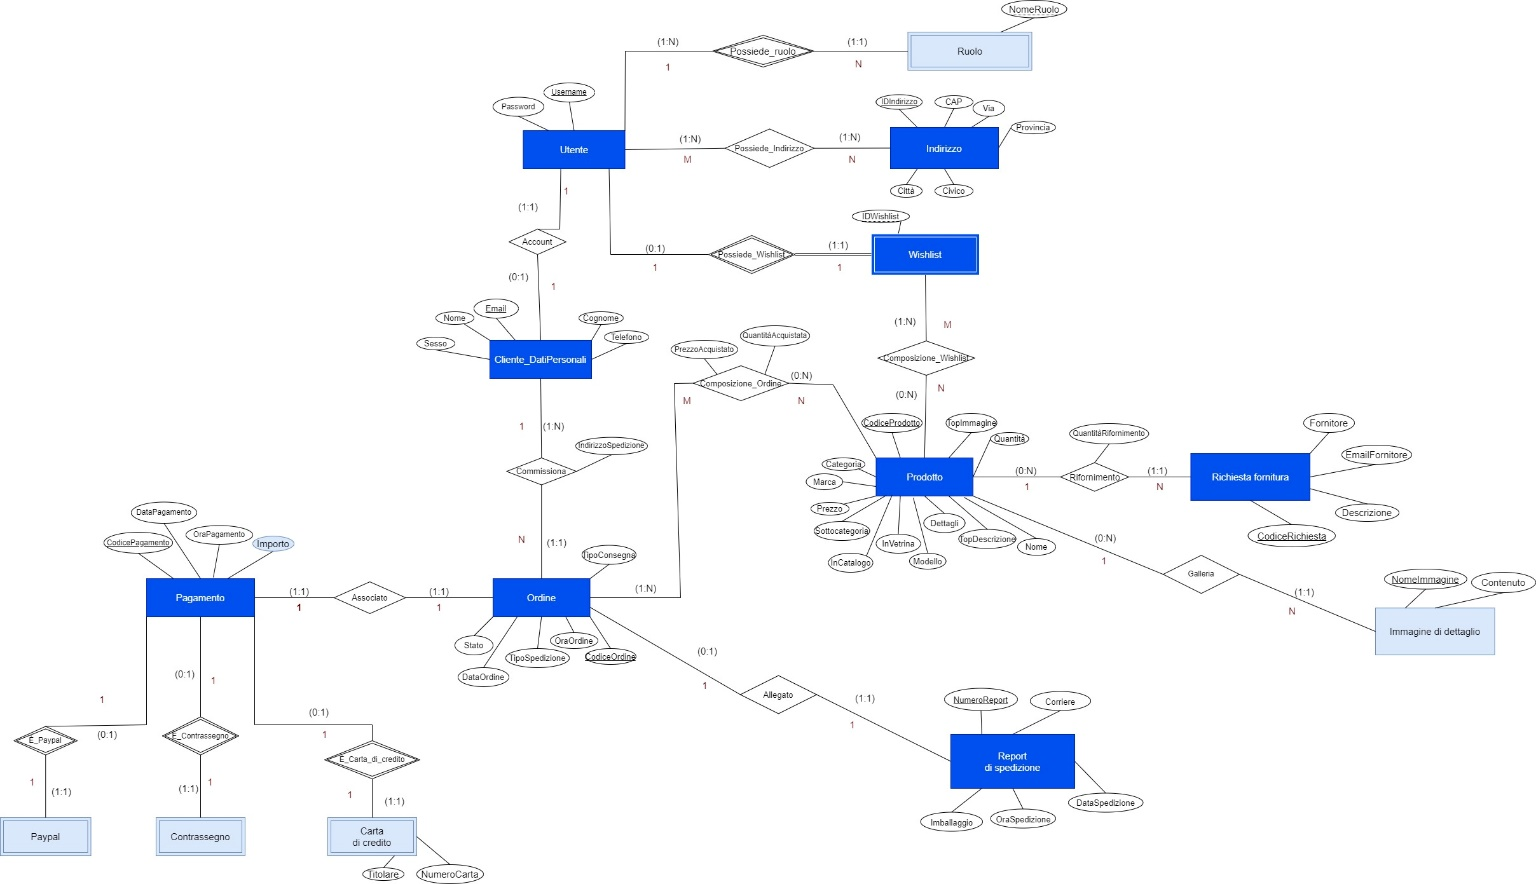 NomeRuolo
(1:N)
Possiede_ruolo
(1:1)
Ruolo
1
N
Username
Password
IDIndirizzo
CAP
Via
Provincia
Utente
(1:N)
Possiede_Indirizzo
(1:N)
Indirizzo
M
N
1
Città
Civico
(1:1)
IDWishlist
Account
(0:1)
Possiede_Wishlist
(1:1)
Wishlist
1
1
(0:1)
1
Email
Nome
Cognome
Sesso
Telefono
Cliente_DatiPersonali
(1:N)
M
QuantitàAcquistata
PrezzoAcquistato
Composizione_Wishlist
Composizione_Ordine
(0:N)
M
N
N
(0:N)
1
(1:N)
IndirizzoSpedizione
Commissiona
CodiceProdotto
TopImmagine
Quantità
QuantitàRifornimento
Fornitore
EmailFornitore
Categoria
Marca
Prodotto
(0:N)
Rifornimento
(1:1)
Richiesta fornitura
1
N
Prezzo
Sottocategoria
Dettagli
TopDescrizione
InVetrina
Nome
InCatalogo
Modello
Descrizione
CodiceRichiesta
DataPagamento
OraPagamento
CodicePagamento
Importo
N
(1:1)
TipoConsegna
(0:N)
1
Galleria
NomeImmagine
Contenuto
(1:1)
N
Immagine di dettaglio
Pagamento
(1:1)
1
Associato
(1:1)
1
Ordine
(1:N)
Stato
OraOrdine
TipoSpedizione
CodiceOrdine
DataOrdine
(0:1)
1
Allegato
(1:1)
1
NumeroReport
Corriere
Report
di spedizione
Imballaggio
OraSpedizione
DataSpedizione
(0:1)
1
1
(0:1)
(0:1)
1
È_Paypal
È_Contrassegno
È_Carta_di_credito
1
(1:1)
1
(1:1)
1
(1:1)
Paypal
Contrassegno
Carta
di credito
Titolare
NumeroCarta